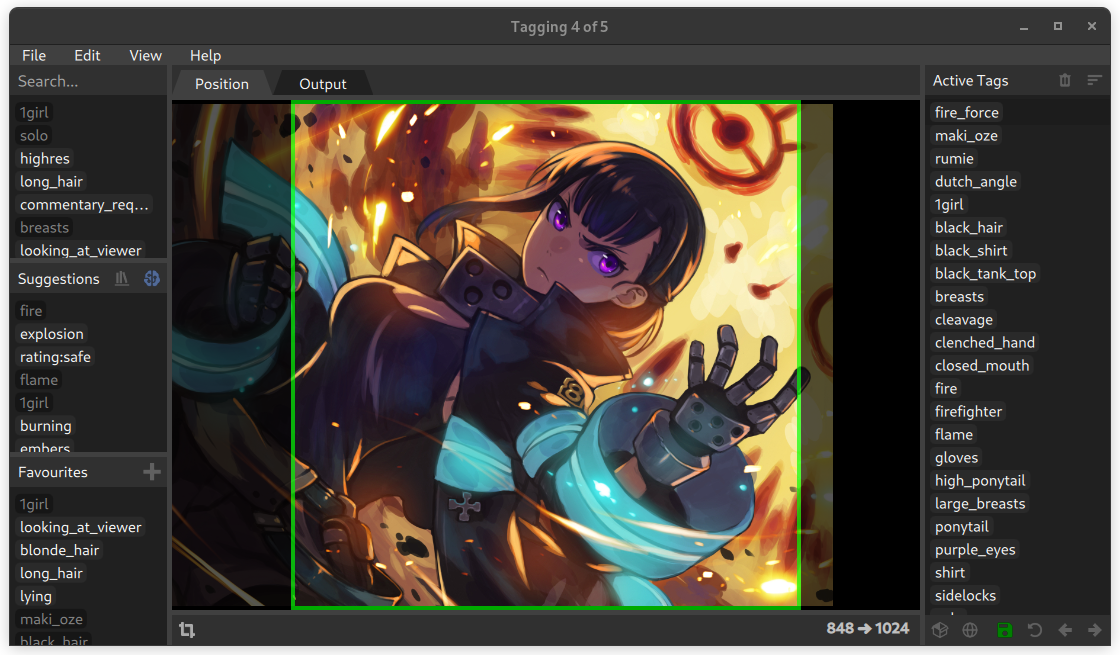 Tagging 4 of 5
File Edit View Help
Search...
1girl
solo
highres
long_hair
commentary_req...
breasts
looking_at_viewer
Suggestions
fire
explosion
rating:safe
flame
1girl
burning
embers
Favourites
1girl
looking_at_viewer
blonde_hair
long_hair
lying
maki_oze
black_hair
Position Output
8
848 → 1024
Active Tags
fire_force
maki_oze
rumie
dutch_angle
1girl
black_hair
black_shirt
black_tank_top
breasts
cleavage
clenched_hand
closed_mouth
fire
firefighter
flame
gloves
high_ponytail
large_breasts
ponytail
purple_eyes
shirt
sidelocks